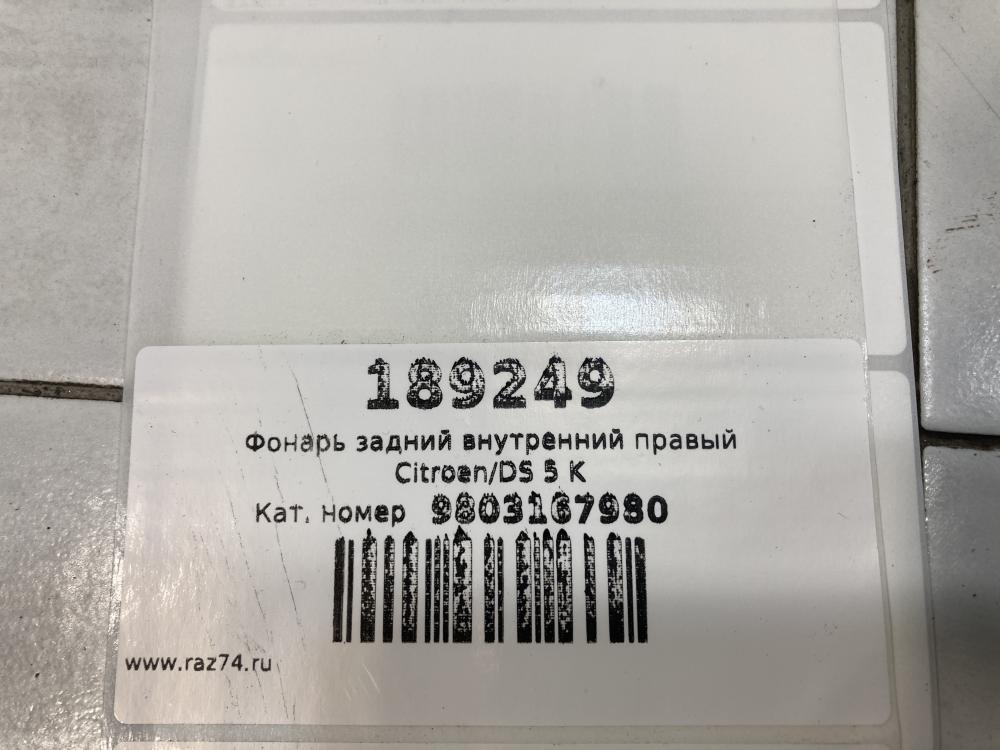 189249
Фонарь задний внутренний правый
Citroen/DS 5 K
Кат. номер 9803167980
www.raz74.ru